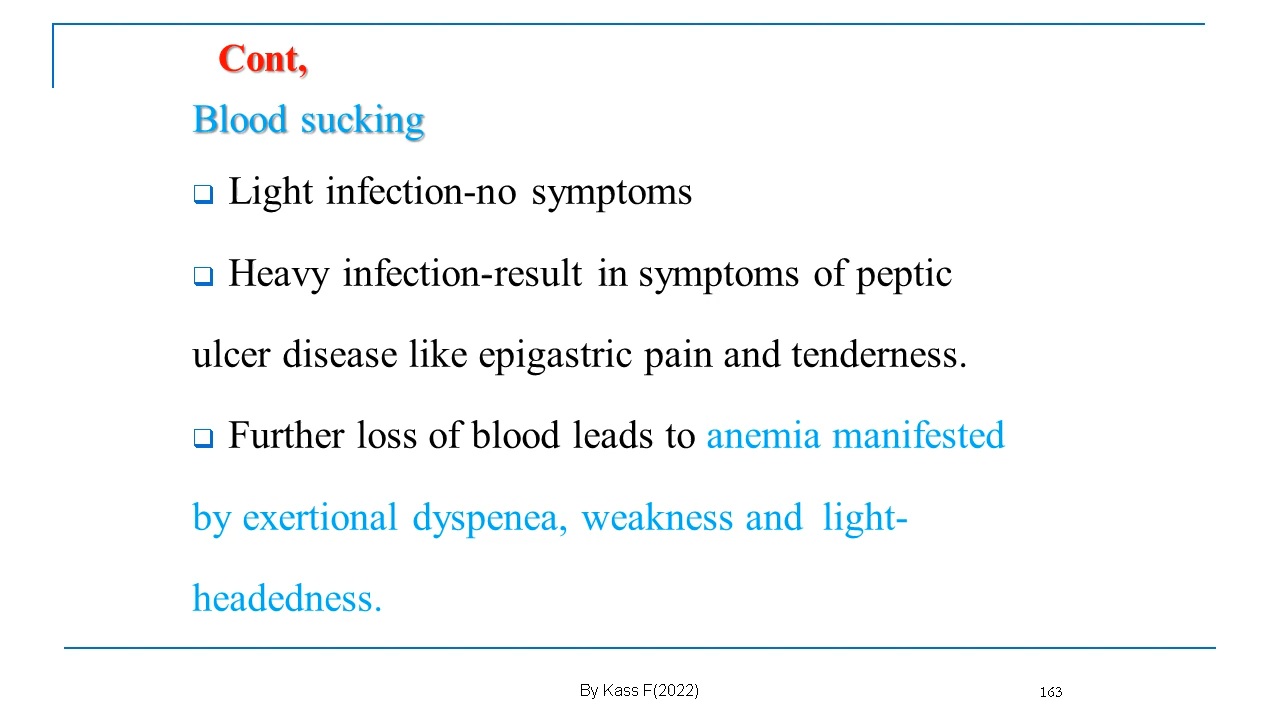 Cont,
Blood sucking
❑ Light infection-no symptoms
❑ Heavy infection-result in symptoms of peptic
ulcer disease like epigastric pain and tenderness.
❑ Further loss of blood leads to anemia manifested
by exertional dyspenea, weakness and light-
headedness.
By Kass F(2022)
163